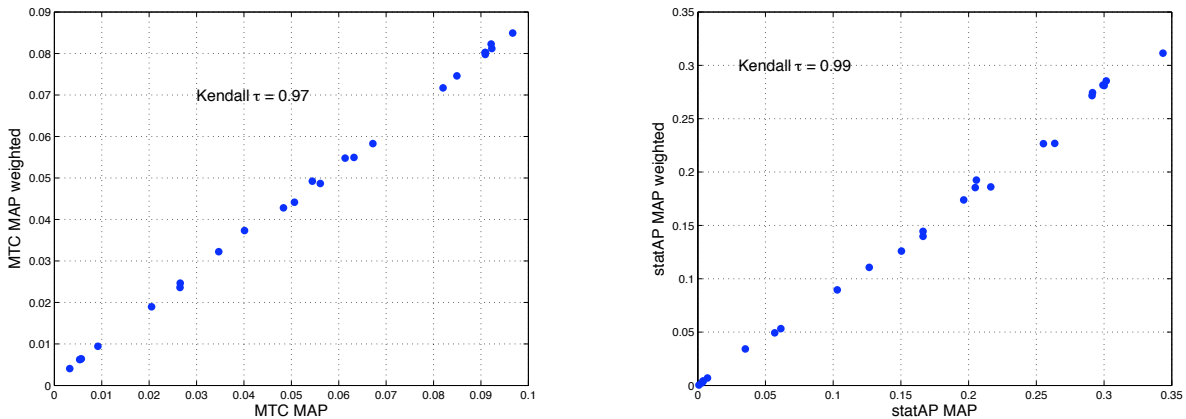 0.09
0.08
0.07
0.06
0.05
0.04
0.03
0.02
0.01
0
MTC MAP weighted
Kendall τ = 0.97
0 0.01 0.02 0.03 0.04 0.05 0.06 0.07 0.08 0.09 0.1
MTC MAP
0.35
0.3
0.25
0.2
0.15
0.1
0.05
0
statAP MAP weighted
Kendall τ = 0.99
0 0.05 0.1 0.15 0.2 0.25 0.3 0.35
statAP MAP